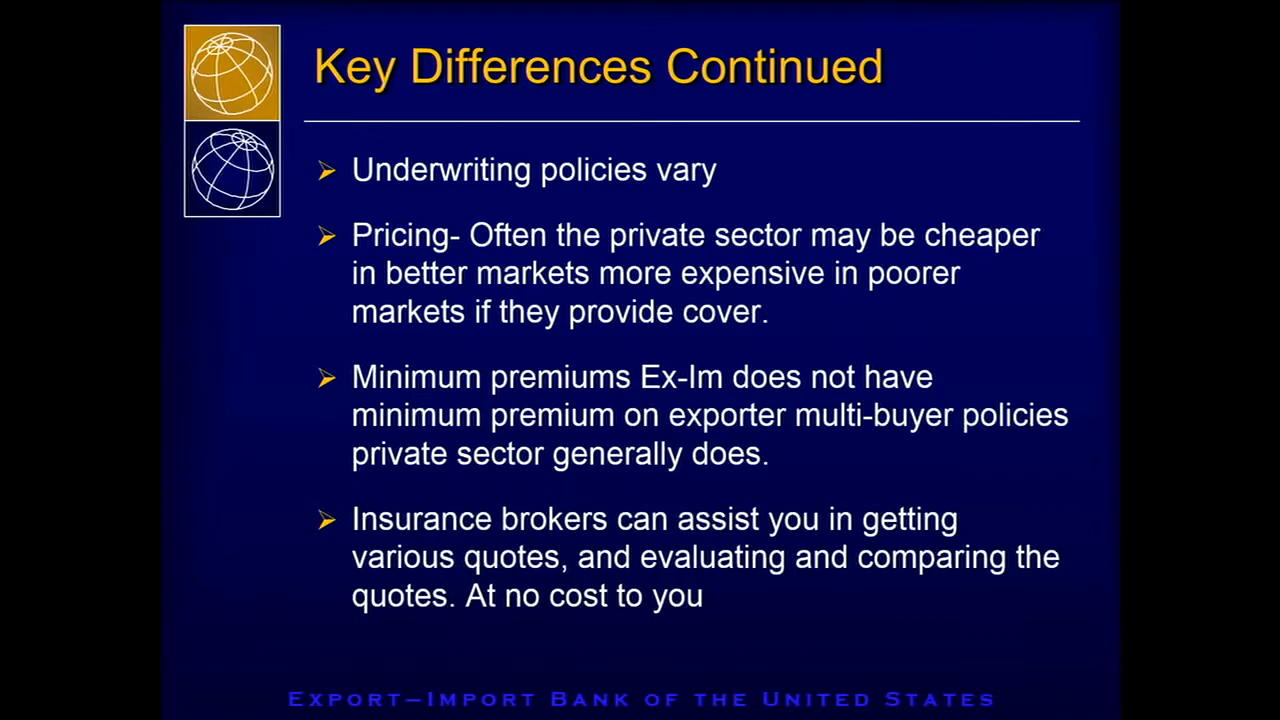 Key Differences Continued
Underwriting policies vary
Pricing- Often the private sector may be cheaper
in better markets more expensive in poorer
markets if they provide cover.
Minimum premiums Ex-Im does not have
minimum premium on exporter multi-buyer policies
private sector generally does.
Insurance brokers can assist you in getting
various quotes, and evaluating and comparing the
quotes. At no cost to you
Export–Import Bank of the United States